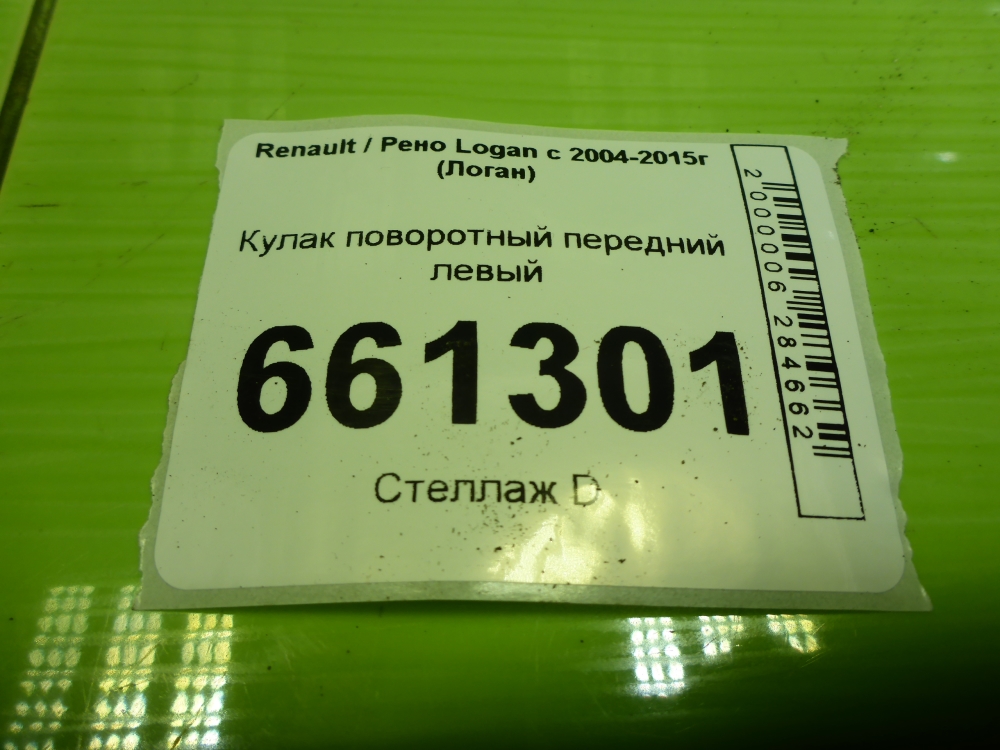 Renault / Рено Logan с 2004-2015г
(Логан)
Кулак поворотный передний
левый
661301
Стеллаж D
2000006284662